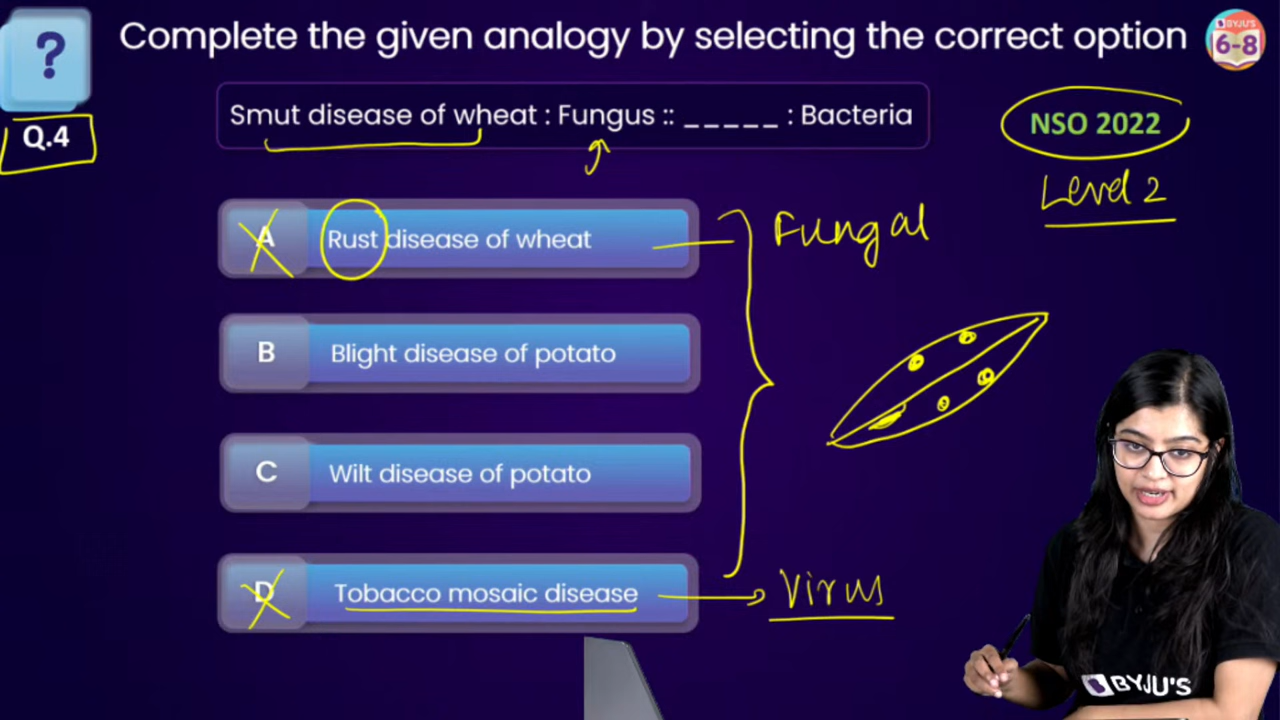 ?
Complete the given analogy by selecting the correct option
BYJU'S
6-8
Q.4
Smut disease of wheat : Fungus :: _____ : Bacteria
NSO 2022
Level 2
A Rust disease of wheat
Fungal
B Blight disease of potato
C Wilt disease of potato
D Tobacco mosaic disease
Virus
BYJU'S